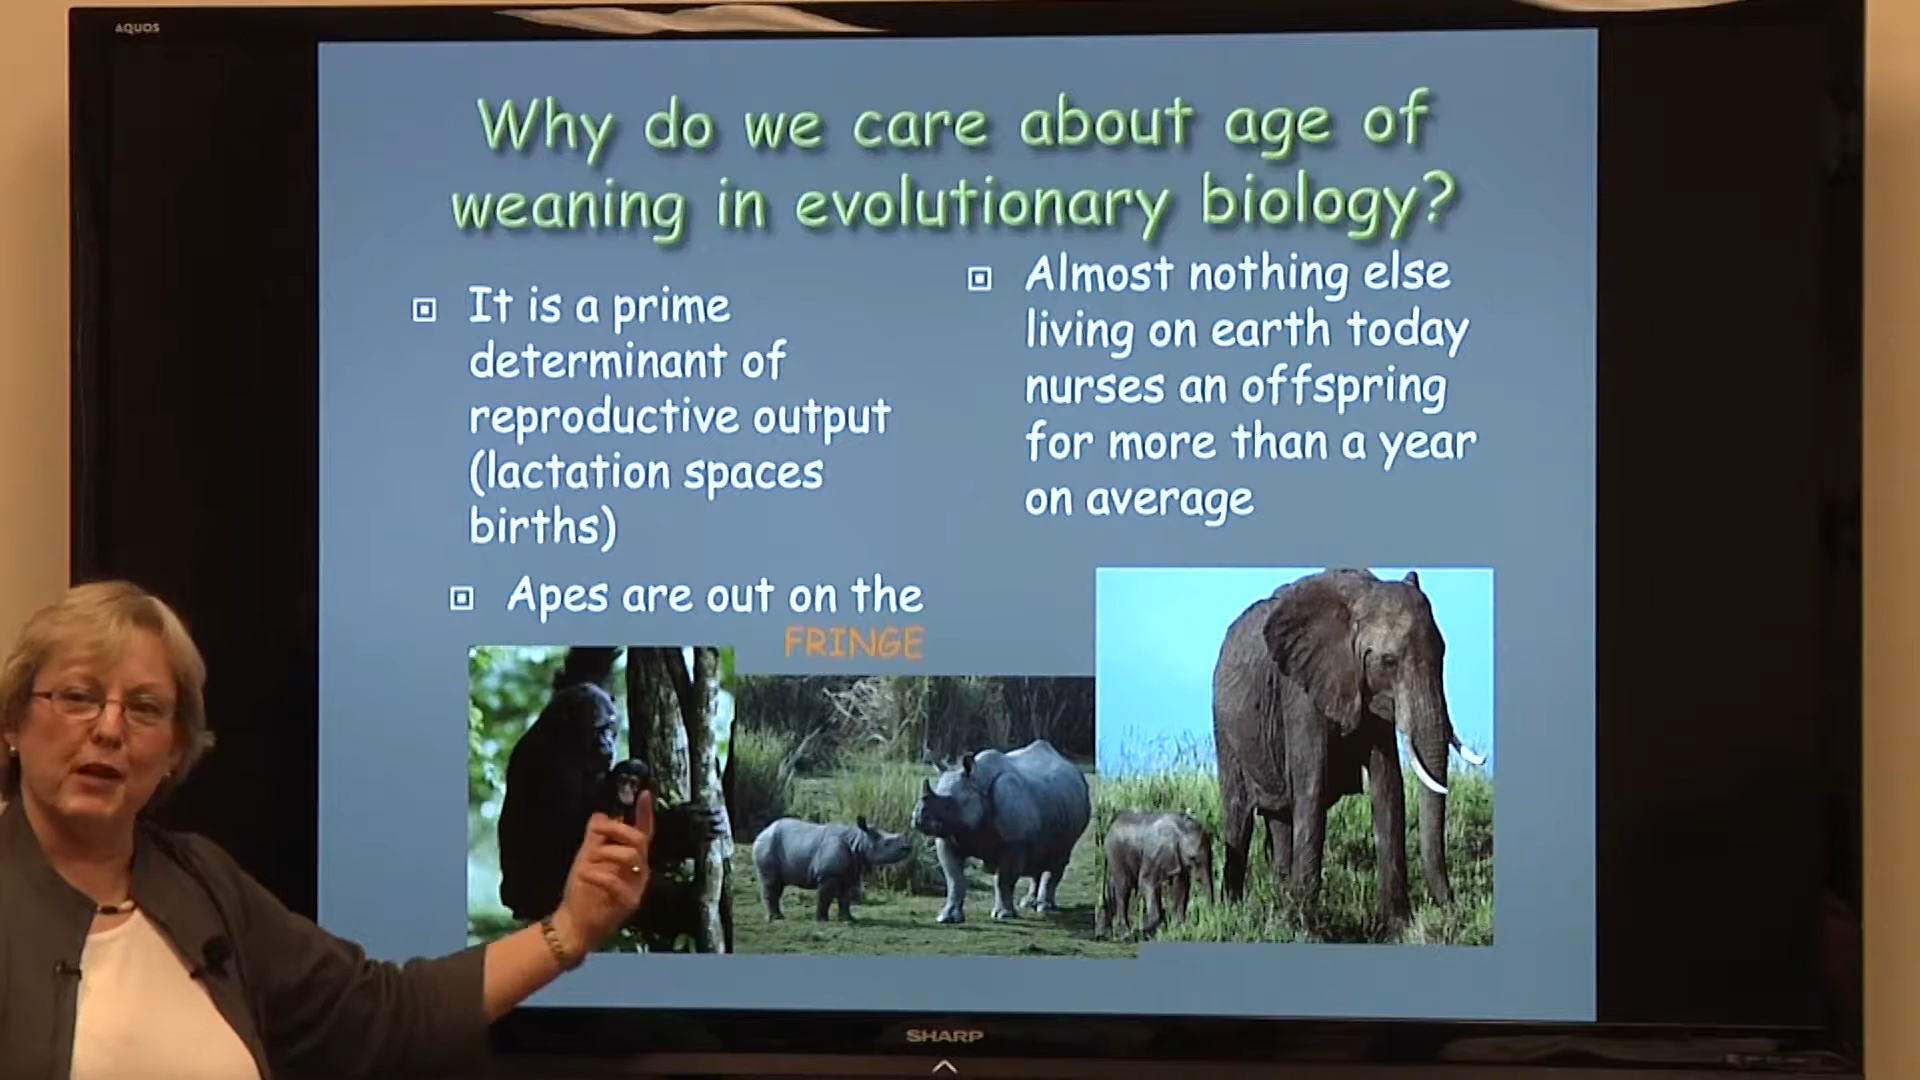 AQUOS
Why do we care about age of
weaning in evolutionary biology?
It is a prime
determinant of
reproductive output
(lactation spaces
births)
Apes are out on the
FRINGE
Almost nothing else
living on earth today
nurses an offspring
for more than a year
on average
SHARP